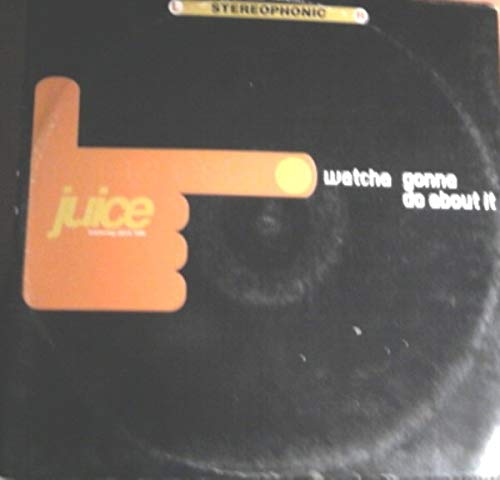 L STEREOPHONIC R
juice
watcha gonna
do about it